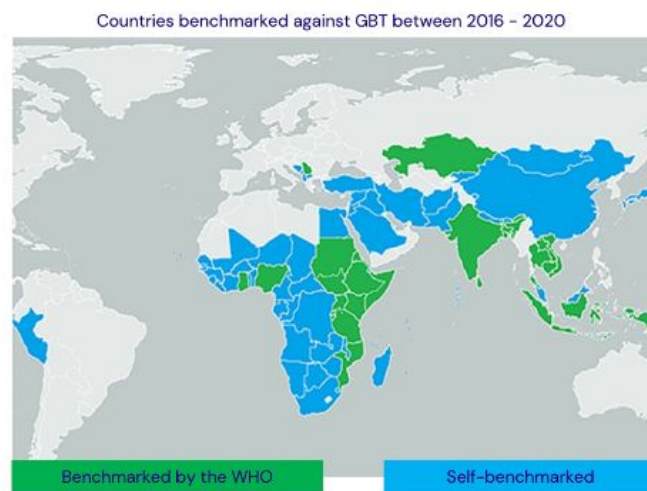 Countries benchmarked against GBT between 2016 - 2020
Benchmarked by the WHO
Self-benchmarked